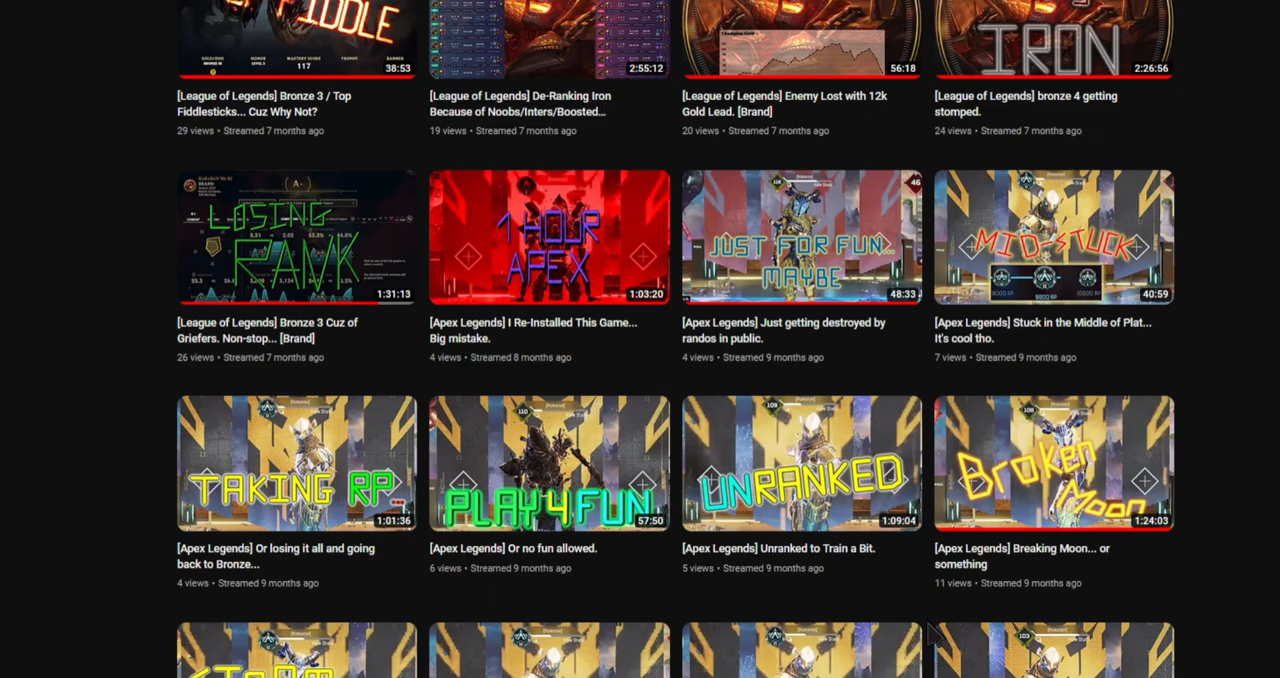 FIDDLE
MASTERY SCORE
117
TROPHY
BANNER
38:53
2:55:12
56:18
IRON
2:26:56
[League of Legends] Bronze 3 / Top
Fiddlesticks... Cuz Why Not?
29 views • Streamed 7 months ago
[League of Legends] De-Ranking Iron
Because of Noobs/Inters/Boosted...
19 views • Streamed 7 months ago
[League of Legends] Enemy Lost with 12k
Gold Lead. [Brand]
20 views • Streamed 7 months ago
[League of Legends] bronze 4 getting
stomped.
24 views • Streamed 7 months ago
LOSING
RANK
1:31:13
1 HOUR
APEX
1:03:20
118
46
JUST FOR FUN...
MAYBE
48:33
MID-STUCK
40:59
[League of Legends] Bronze 3 Cuz of
Griefers. Non-stop... [Brand]
26 views • Streamed 7 months ago
[Apex Legends] I Re-Installed This Game...
Big mistake.
4 views • Streamed 8 months ago
[Apex Legends] Just getting destroyed by
randos in public.
4 views • Streamed 9 months ago
[Apex Legends] Stuck in the Middle of Plat...
It's cool tho.
7 views • Streamed 9 months ago
TAKING RP...
1:01:36
110
PLAY 4 FUN
57:50
109
UNRANKED
1:09:04
108
Broken
Moon
1:24:03
[Apex Legends] Or losing it all and going
back to Bronze...
4 views • Streamed 9 months ago
[Apex Legends] Or no fun allowed.
6 views • Streamed 9 months ago
[Apex Legends] Unranked to Train a Bit.
5 views • Streamed 9 months ago
[Apex Legends] Breaking Moon... or
something
11 views • Streamed 9 months ago
103